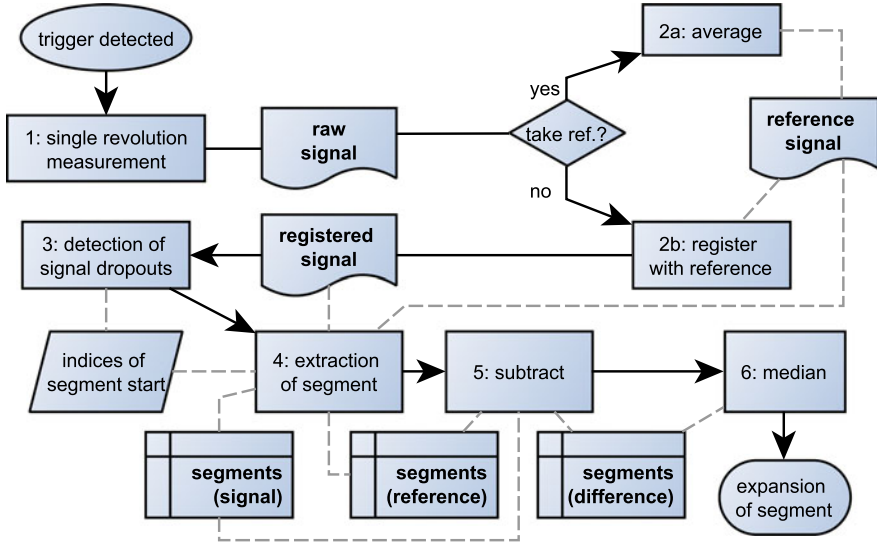 trigger detected
1: single revolution
measurement
raw
signal
take ref.?
yes
no
2a: average
reference
signal
2b: register
with reference
registered
signal
3: detection of
signal dropouts
indices of
segment start
4: extraction
of segment
5: subtract
6: median
segments
(signal)
segments
(reference)
segments
(difference)
expansion
of segment